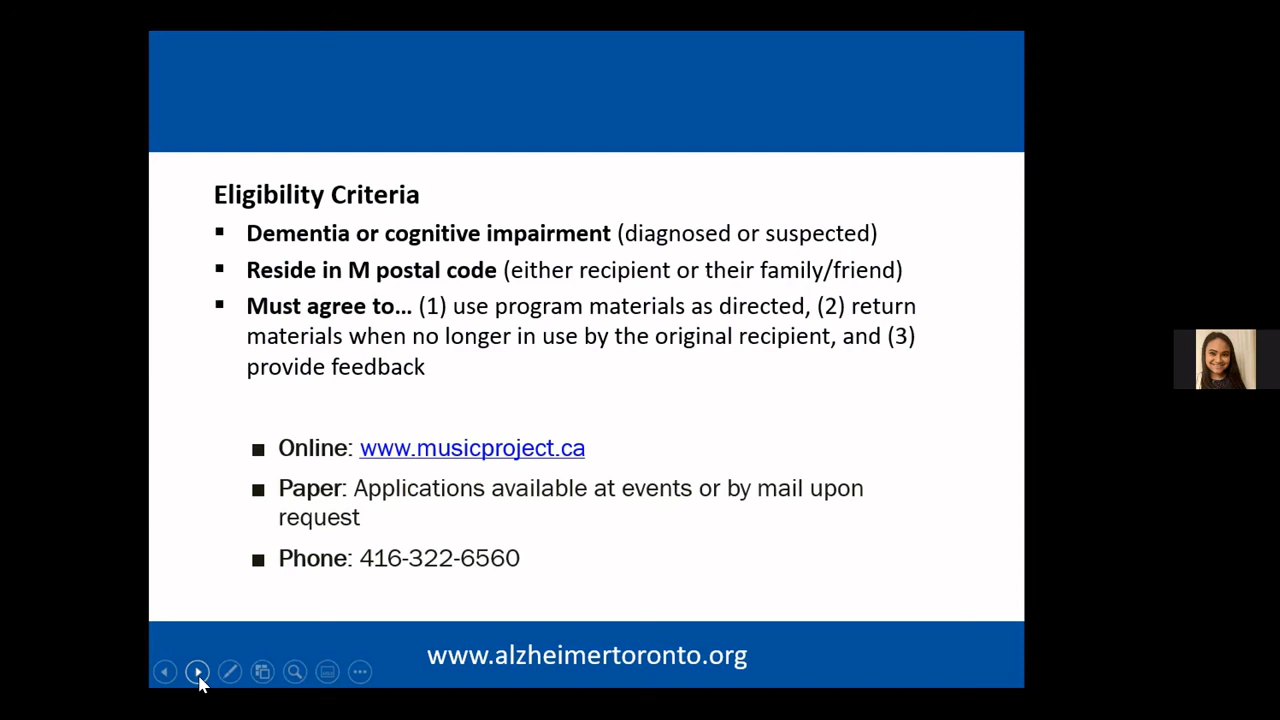 Eligibility Criteria
▪ Dementia or cognitive impairment (diagnosed or suspected)
▪ Reside in M postal code (either recipient or their family/friend)
▪ Must agree to… (1) use program materials as directed, (2) return
materials when no longer in use by the original recipient, and (3)
provide feedback
■ Online: www.musicproject.ca
■ Paper: Applications available at events or by mail upon
request
■ Phone: 416-322-6560
www.alzheimertoronto.org